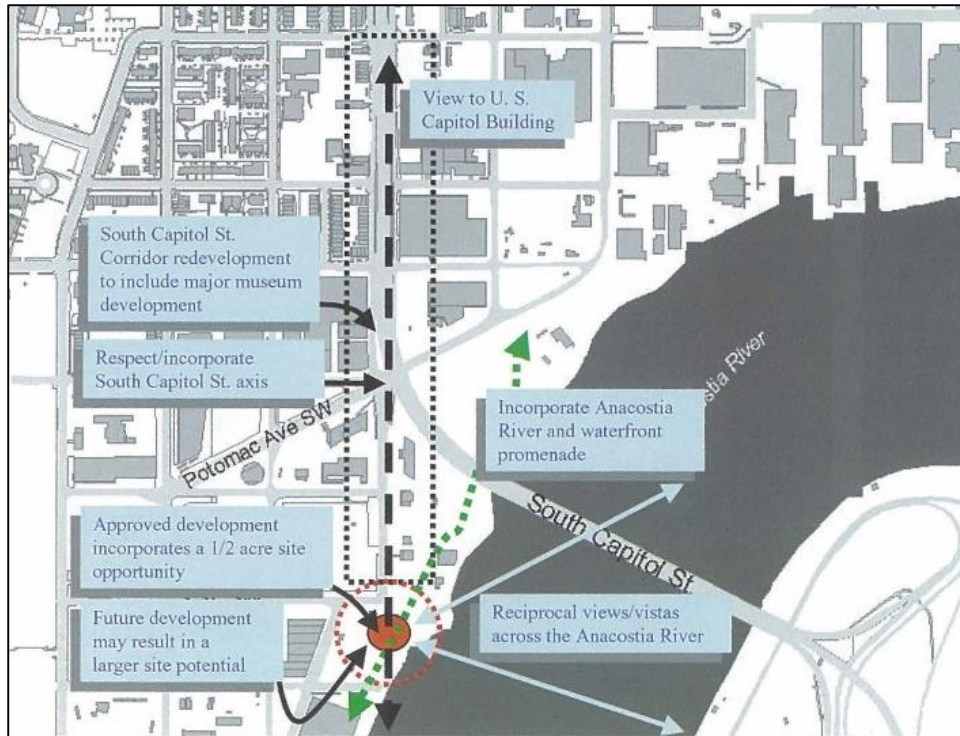 View to U. S.
Capitol Building
South Capitol St.
Corridor redevelopment
to include major museum
development
Respect/incorporate
South Capitol St. axis
Potomac Ave SW
Incorporate Anacostia
River and waterfront
promenade
stia River
South Capitol St.
Approved development
incorporates a 1/2 acre site
opportunity
Future development
may result in a
larger site potential
Reciprocal views/vistas
across the Anacostia River